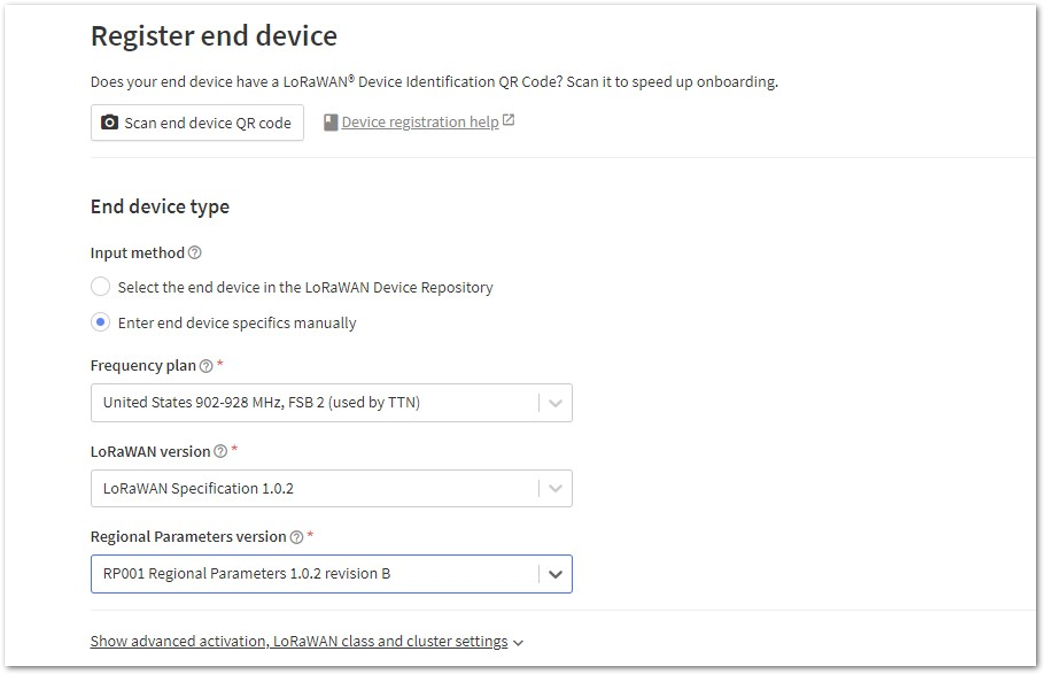 Register end device
Does your end device have a LoRaWAN® Device Identification QR Code? Scan it to speed up onboarding.
Scan end device QR code Device registration help
End device type
Input method
Select the end device in the LoRaWAN Device Repository
Enter end device specifics manually
Frequency plan *
United States 902-928 MHz, FSB 2 (used by TTN)
LoRaWAN version *
LoRaWAN Specification 1.0.2
Regional Parameters version *
RP001 Regional Parameters 1.0.2 revision B
Show advanced activation, LoRaWAN class and cluster settings